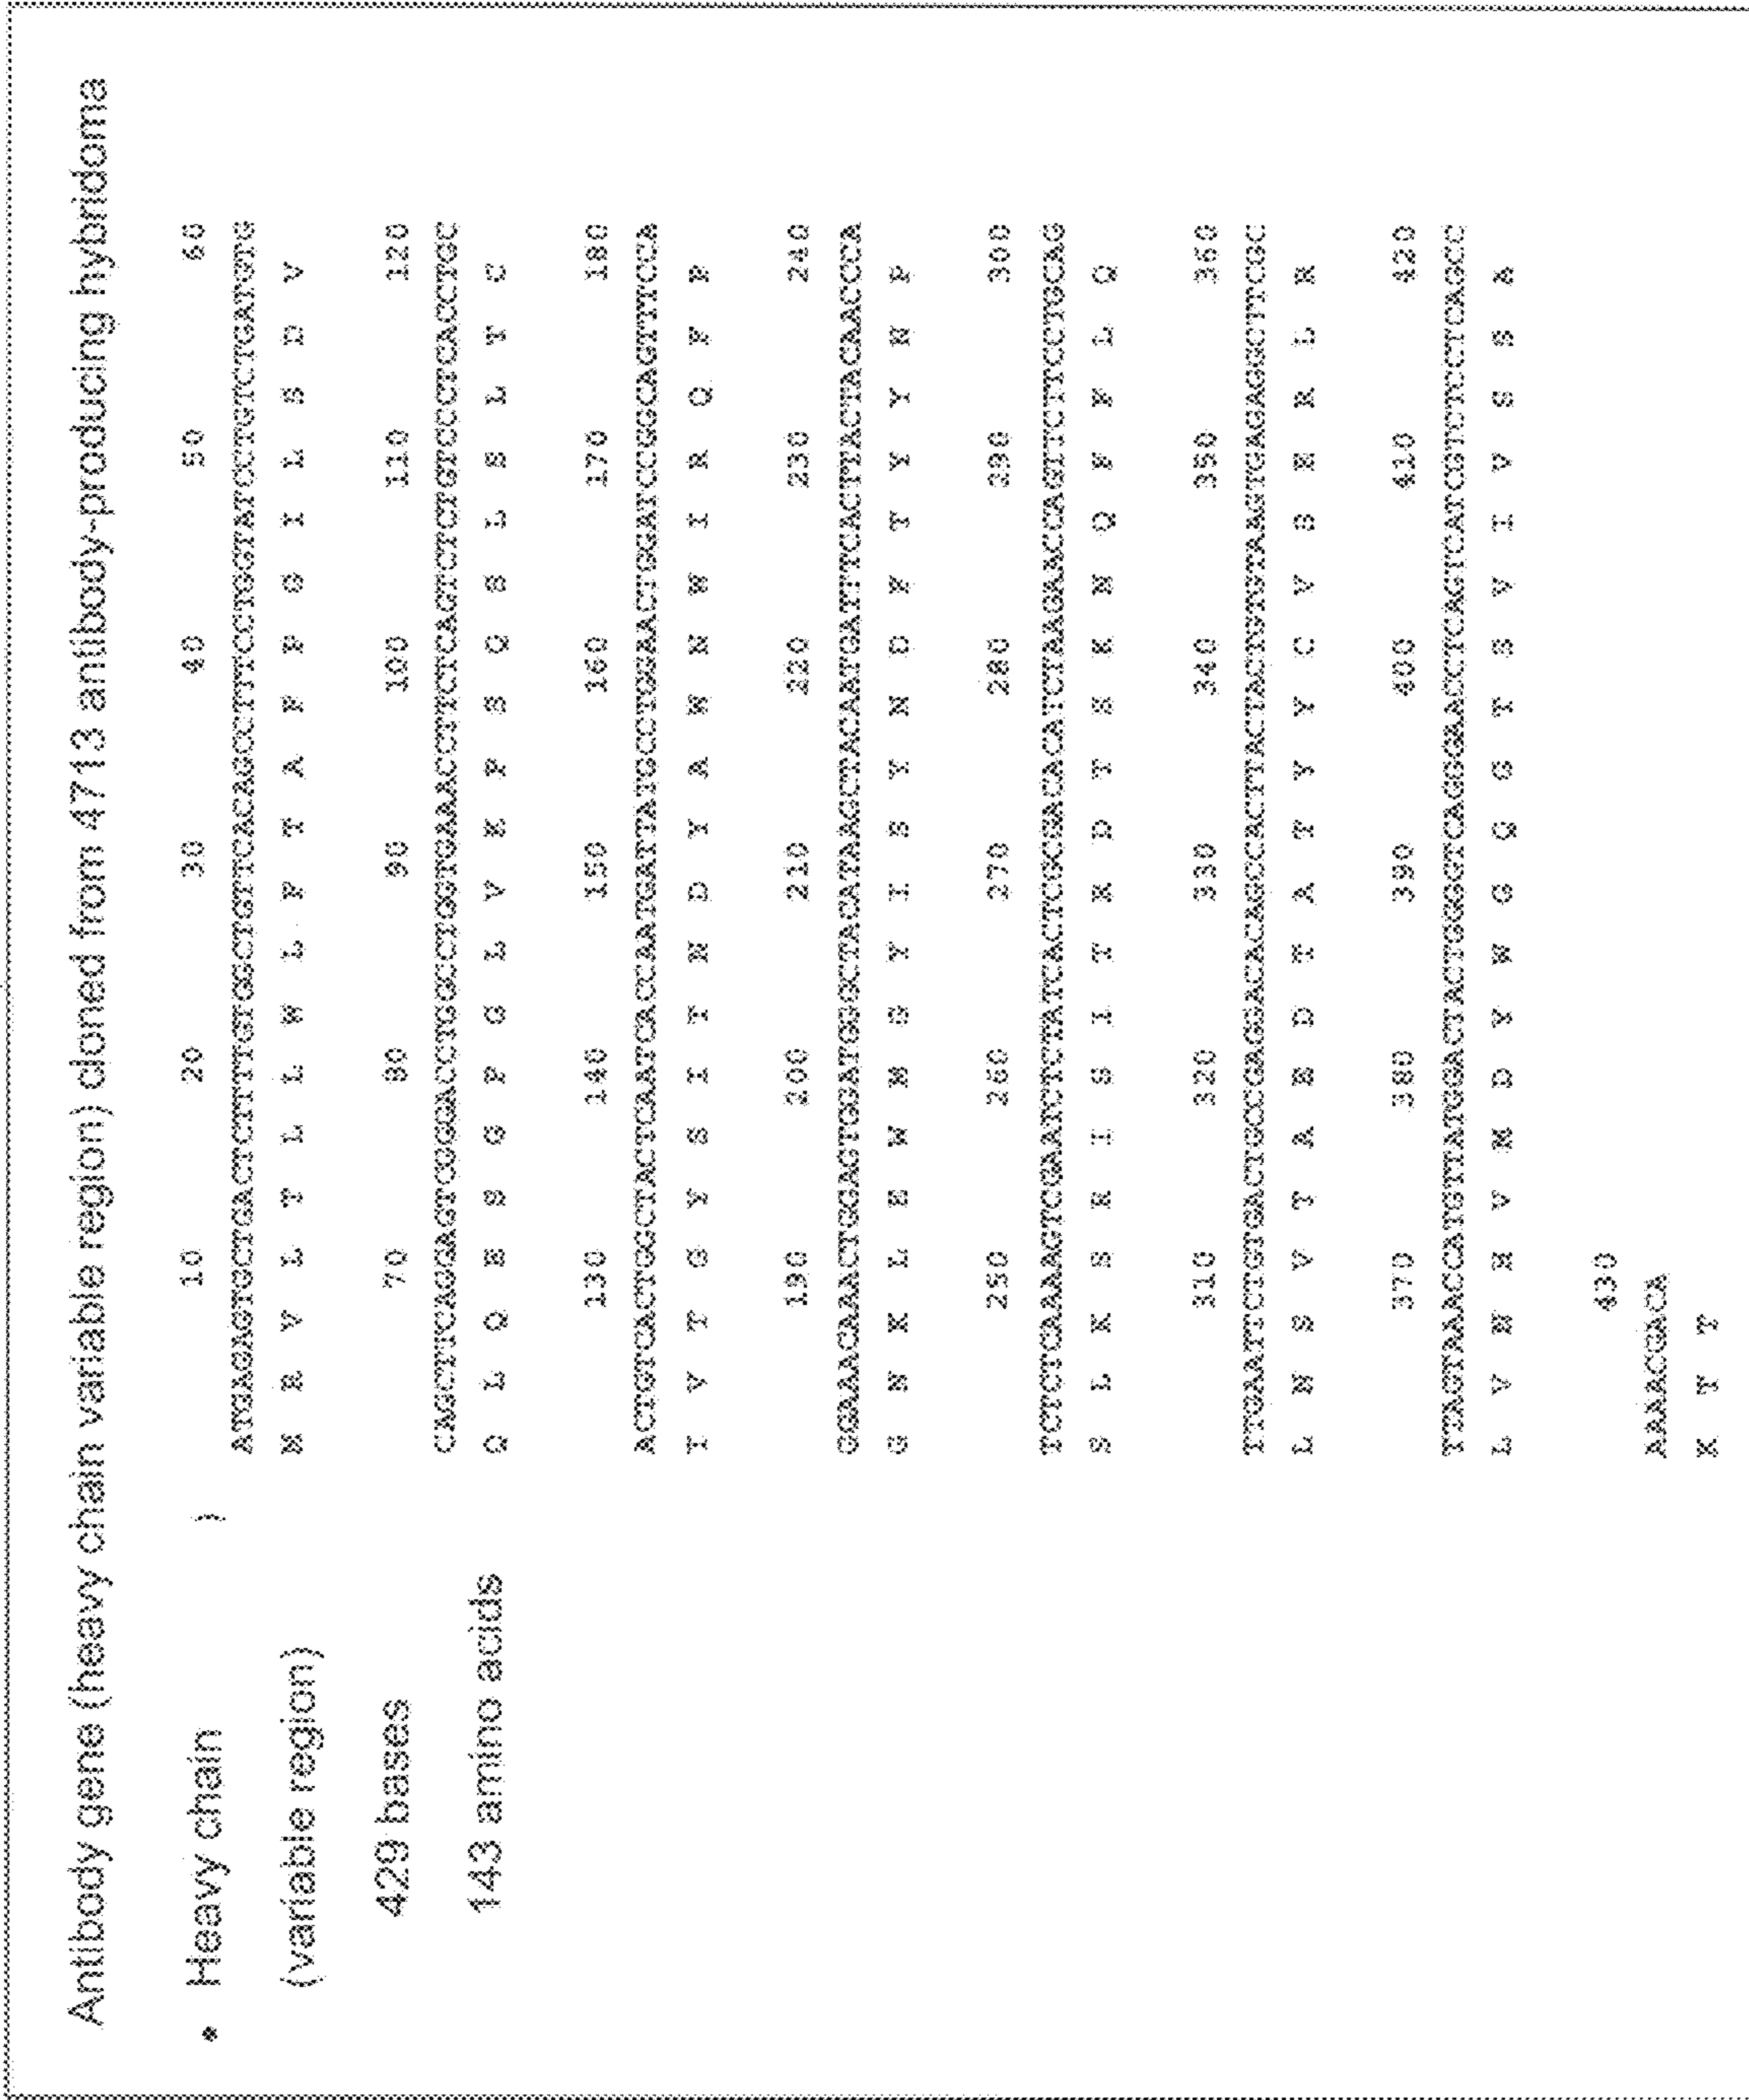 Antibody gene (heavy chain variable region) cloned from 4713 antibody-producing hybridoma
• Heavy chain )
(variable region)
429 bases
143 amino acids
10 20 30 40 50 60
ATGAGAGTGCTGACTCTTTTGTGGCTGTTCACAGCCTTTCCTGGTATCCTGTCTGATGTG
M R V L T L L W L F T A F P G I L S D V
70 80 90 100 110 120
CAGCTTCAGGAGTCGGGACCTGGCCTGGTGAAACCTTCTCAGTCTCTGTCCCTCACCTGC
Q L Q E S G P G L V K P S Q S L S L T C
130 140 150 160 170 180
ACTGTCACTGGCTACTCAATCACCAATGATTATGCCTGGAACTGGATCCGGCAGTTTCCA
T V T G Y S I T N D Y A W N W I R Q F P
190 200 210 220 230 240
GGAAACAAACTGGAGTGGATGGGCTACATAAGCTACAATGATTTCACTTACTACAACCCA
G N K L E W M G Y I S Y N D F T Y Y N P
250 260 270 280 290 300
TCTCTCAAAAGTCGAATCTCTATCACTCGCGACACATCTAAGAACCAGTTCTTCCTGCAG
S L K S R I S I T R D T S K N Q F F L Q
310 320 330 340 350 360
TTGAATTCTGTGACTGCCGAGGACACAGCCACTTACTACTGTGTAAGTGAGAGGCTTCGC
L N S V T A E D T A T Y Y C V S E R L R
370 380 390 400 410 420
TTAGTAAACCATGTTATGGACTACTGGGGTCAGGGAACCTCAGTCATCGTCTCCTCAGCC
L V N H V M D Y W G Q G T S V I V S S A
430
AAAACGACA
K T T